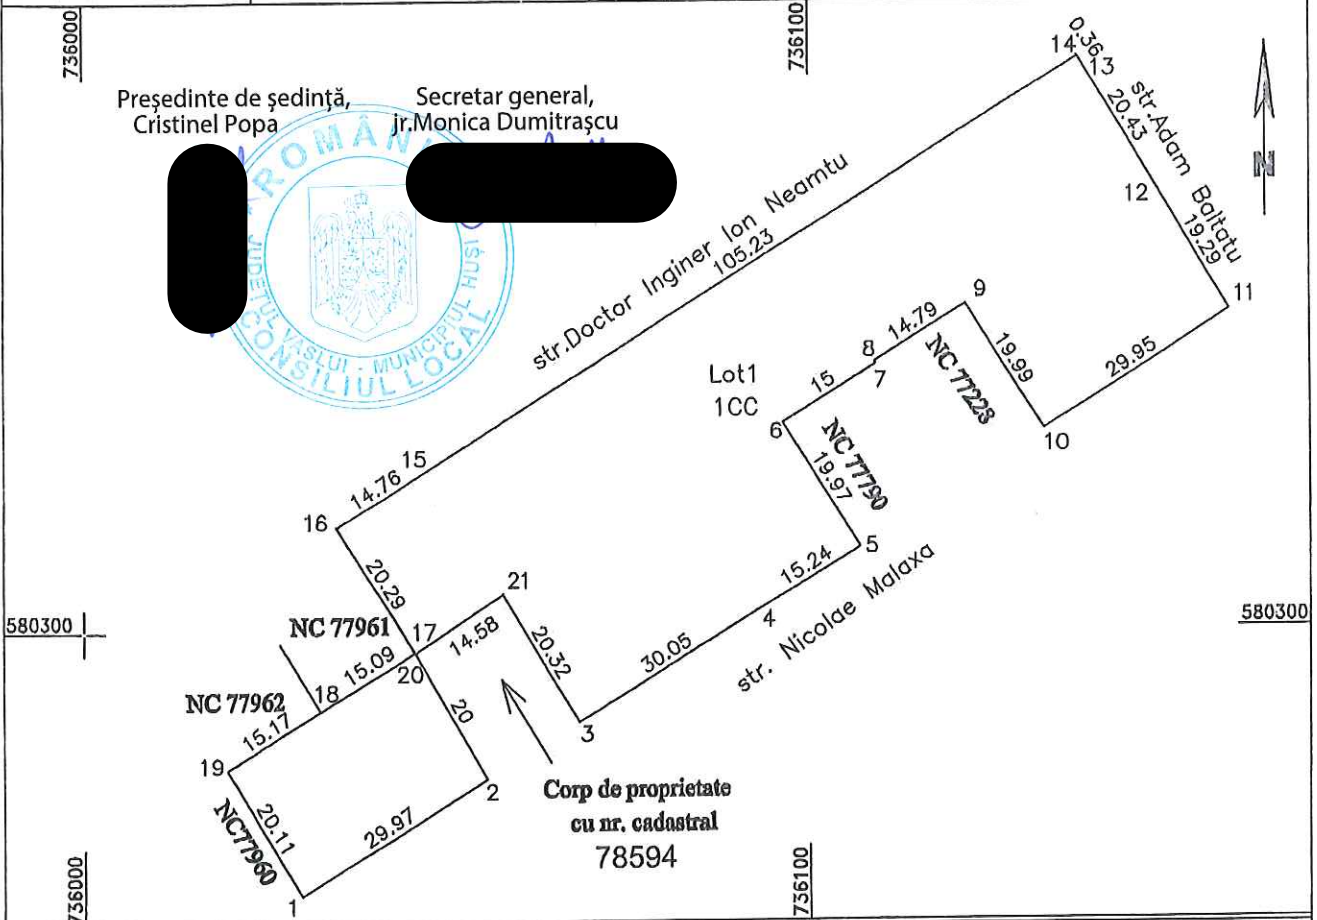 736000
736100
Președinte de ședință,
Cristinel Popa
Secretar general,
jr.Monica Dumitrașcu
ROMÂNI
JUDEȚUL VASLUI - MUNICIPIUL HUȘI
CONSILIUL LOCAL
14
0.36
13
20.43
str.Adam Baltatu
12
19.29
11
N
str.Doctor Inginer Ion Neamtu
105.23
9
14.79
8
7
NC 77223
19.99
29.95
10
Lot1
1CC
15
6
NC 77790
19.97
15
14.76
16
5
15.24
20.29
21
4
str. Nicolae Malaxa
580300
580300
NC 77961
17
14.58
20.32
30.05
15.09
20
18
NC 77962
20
15.17
3
19
2
Corp de proprietate
cu nr. cadastral
78594
20.11
NC77960
29.97
1
736000
736100